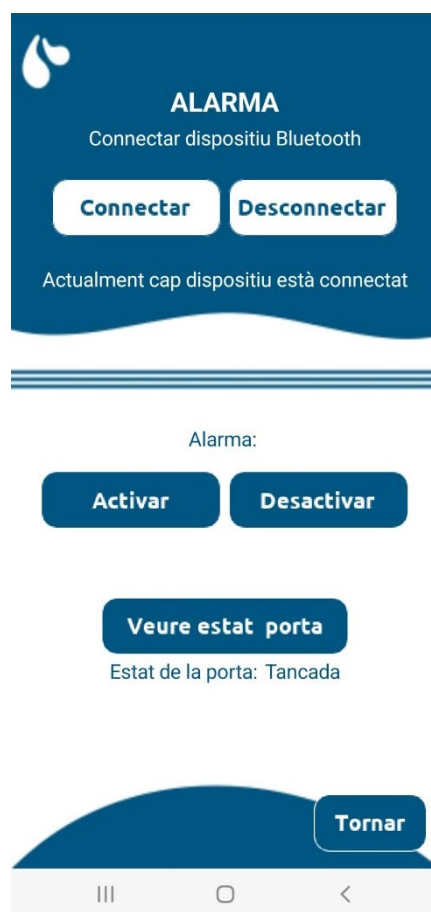 ALARMA
Connectar dispositiu Bluetooth
Connectar Desconnectar
Actualment cap dispositiu està connectat
Alarma:
Activar Desactivar
Veure estat porta
Estat de la porta: Tancada
Tornar